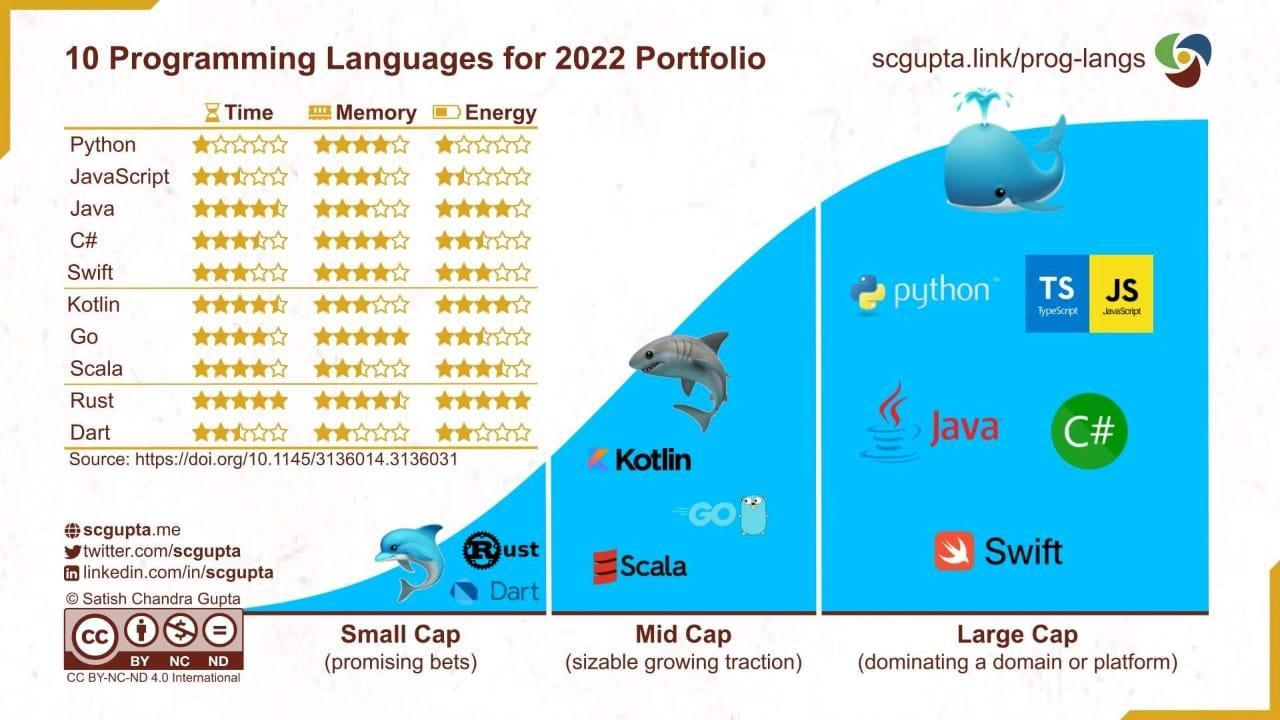 10 Programming Languages for 2022 Portfolio
scgupta.link/prog-langs
Time Memory Energy
Python
JavaScript
Java
C#
Swift
Kotlin
Go
Scala
Rust
Dart
Source: https://doi.org/10.1145/3136014.3136031
python™
TS
TypeScript
JS
JavaScript
Java
C#
Swift
Kotlin
GO
Scala
Rust
Dart
scgupta.me
twitter.com/scgupta
linkedin.com/in/scgupta
© Satish Chandra Gupta
cc
BY NC ND
CC BY-NC-ND 4.0 International
Small Cap
(promising bets)
Mid Cap
(sizable growing traction)
Large Cap
(dominating a domain or platform)